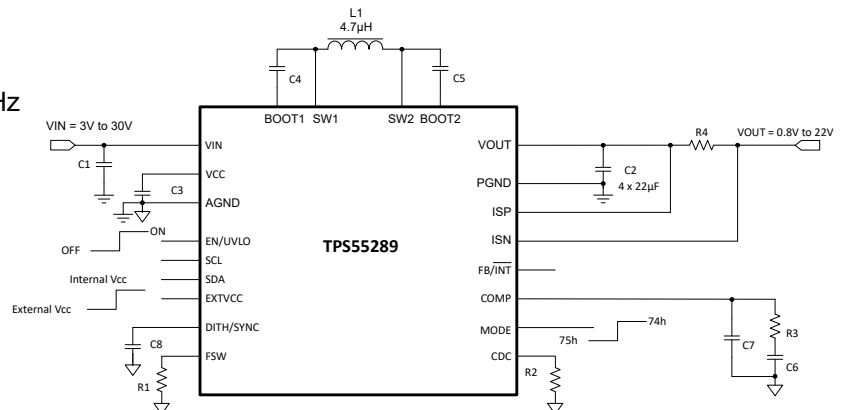 L1
4.7µH
C4
C5
Hz
BOOT1 SW1 SW2 BOOT2
VIN = 3V to 30V
VIN
C1
VCC
C3
AGND
ON
OFF
EN/UVLO
SCL
Internal Vcc
SDA
External Vcc
EXTVCC
DITH/SYNC
C8
FSW
R1
TPS55289
VOUT
R4
VOUT = 0.8V to 22V
C2
4 x 22µF
PGND
ISP
ISN
FB/INT
COMP
MODE
74h
75h
C7
R3
C6
CDC
R2